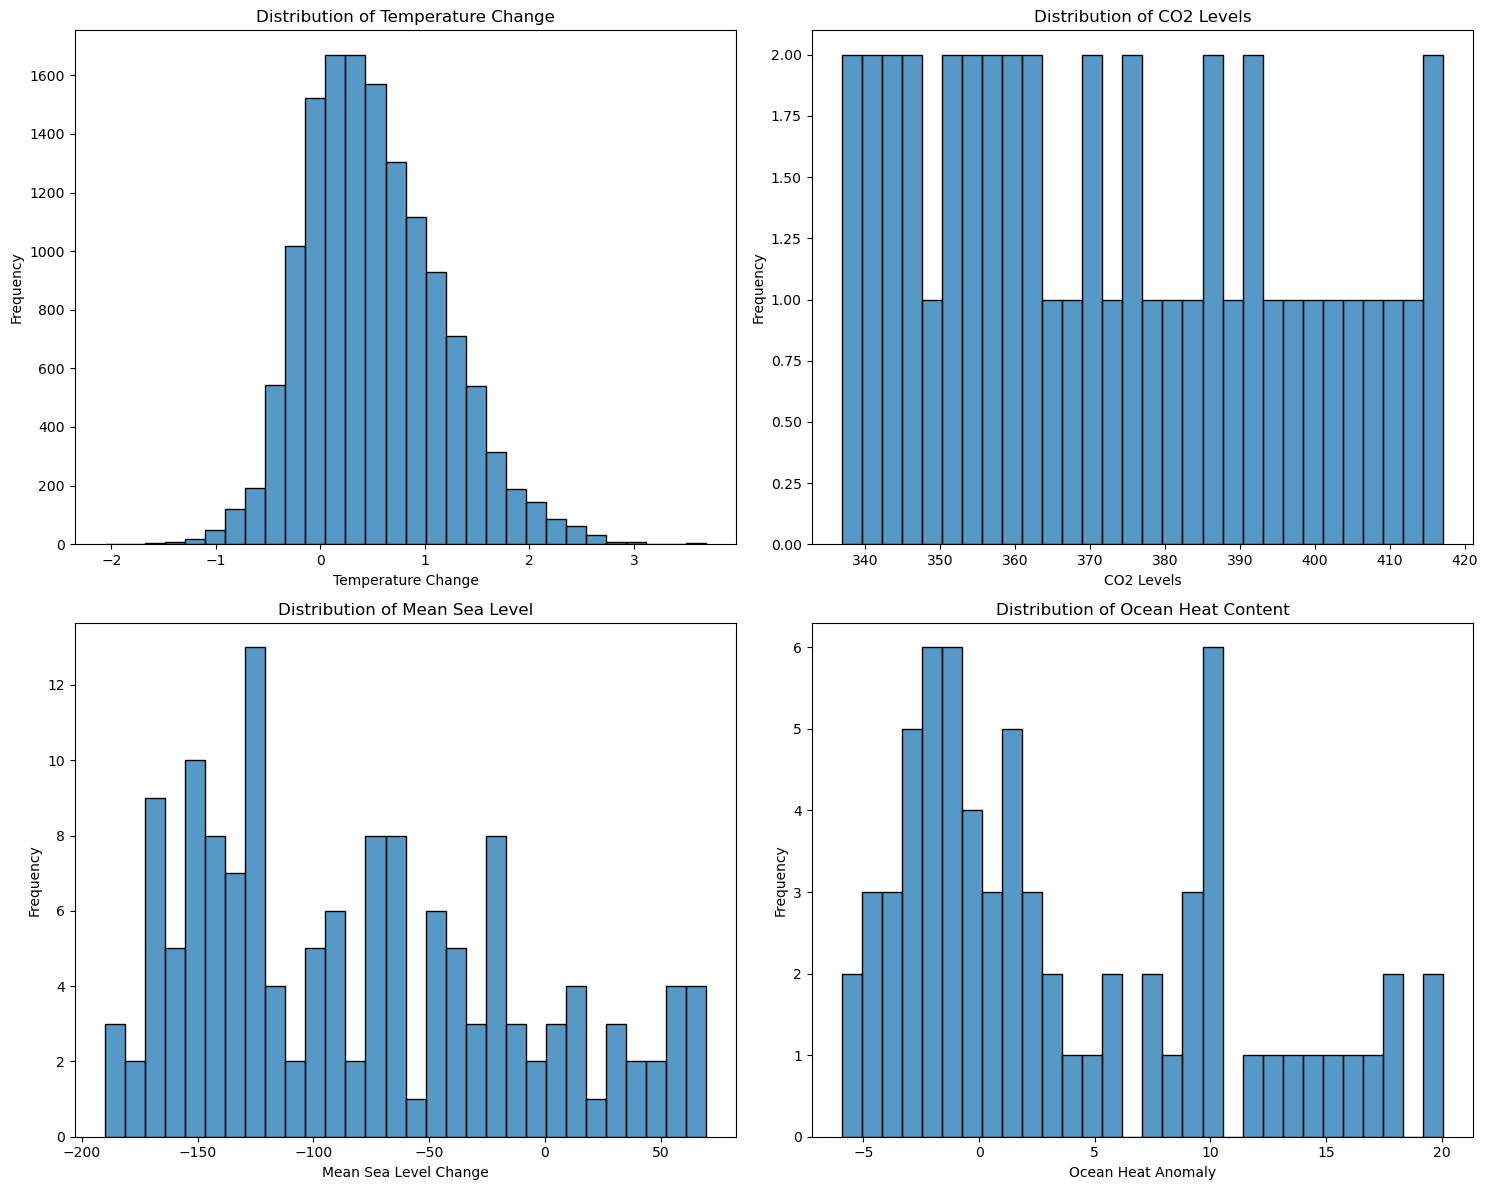 Distribution of Temperature Change
1600
1400
1200
1000
800
600
400
200
0
Frequency
−2 −1 0 1 2 3
Temperature Change
Distribution of CO2 Levels
2.00
1.75
1.50
1.25
1.00
0.75
0.50
0.25
0.00
Frequency
340 350 360 370 380 390 400 410 420
CO2 Levels
Distribution of Mean Sea Level
12
10
8
6
4
2
0
Frequency
−200 −150 −100 −50 0 50
Mean Sea Level Change
Distribution of Ocean Heat Content
6
5
4
3
2
1
0
Frequency
−5 0 5 10 15 20
Ocean Heat Anomaly